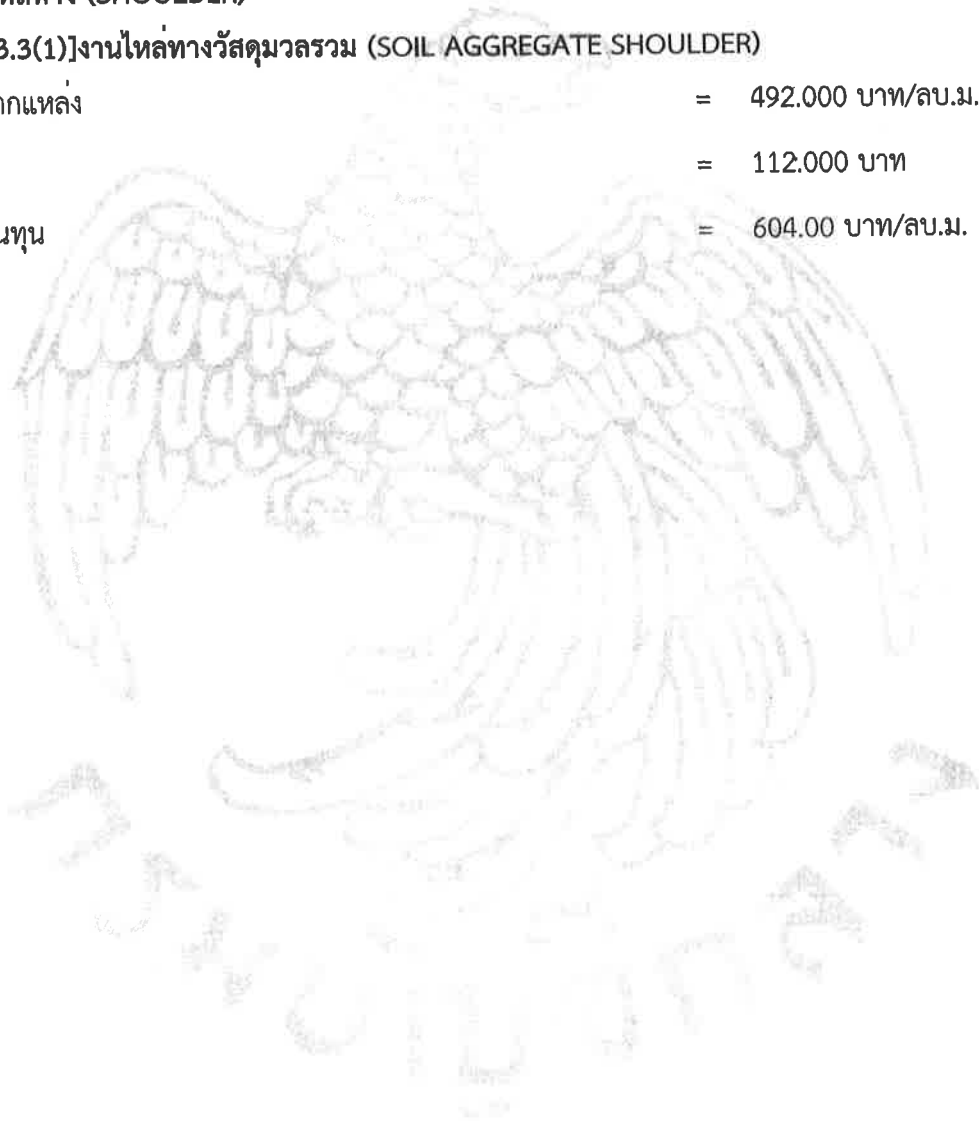 (SHOULDER)
3.3(1)]งานไหล่ทางวัสดุมวลรวม (SOIL AGGREGATE SHOULDER)
ากแหล่ง = 492.000 บาท/ลบ.ม.
= 112.000 บาท
นทุน = 604.00 บาท/ลบ.ม.